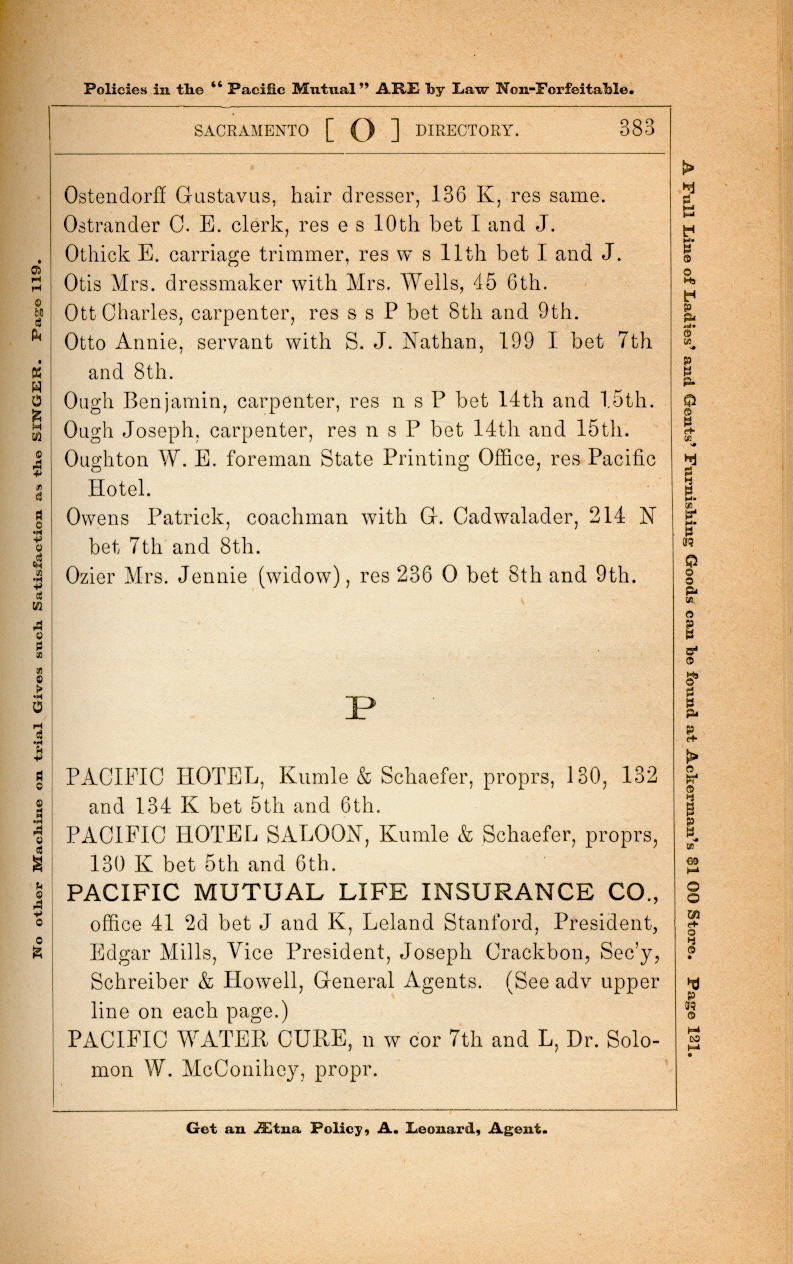 Policies in the “Pacific Mutual” ARE by Law Non-Forfeitable.
SACRAMENTO [ O ] DIRECTORY. 383
Ostendorff Gustavus, hair dresser, 136 K, res same.
Ostrander C. E. clerk, res e s 10th bet I and J.
Othick E. carriage trimmer, res w s 11th bet I and J.
Otis Mrs. dressmaker with Mrs. Wells, 45 6th.
Ott Charles, carpenter, res s s P bet 8th and 9th.
Otto Annie, servant with S. J. Nathan, 199 I bet 7th
and 8th.
Ough Benjamin, carpenter, res n s P bet 14th and 15th.
Ough Joseph, carpenter, res n s P bet 14th and 15th.
Oughton W. E. foreman State Printing Office, res Pacific
Hotel.
Owens Patrick, coachman with G. Cadwalader, 214 N
bet 7th and 8th.
Ozier Mrs. Jennie (widow), res 236 O bet 8th and 9th.
P
PACIFIC HOTEL, Kumle & Schaefer, proprs, 130, 132
and 134 K bet 5th and 6th.
PACIFIC HOTEL SALOON, Kumle & Schaefer, proprs,
130 K bet 5th and 6th.
PACIFIC MUTUAL LIFE INSURANCE CO.,
office 41 2d bet J and K, Leland Stanford, President,
Edgar Mills, Vice President, Joseph Crackbon, Sec’y,
Schreiber & Howell, General Agents. (See adv upper
line on each page.)
PACIFIC WATER CURE, n w cor 7th and L, Dr. Solo-
mon W. McConihey, propr.
Get an Ætna Policy, A. Leonard, Agent.
No other Machine on trial Gives such Satisfaction as the SINGER. Page 119.
A Full Line of Ladies’ and Gents’ Furnishing Goods can be found at Ackerman’s $1 00 Store. Page 121.